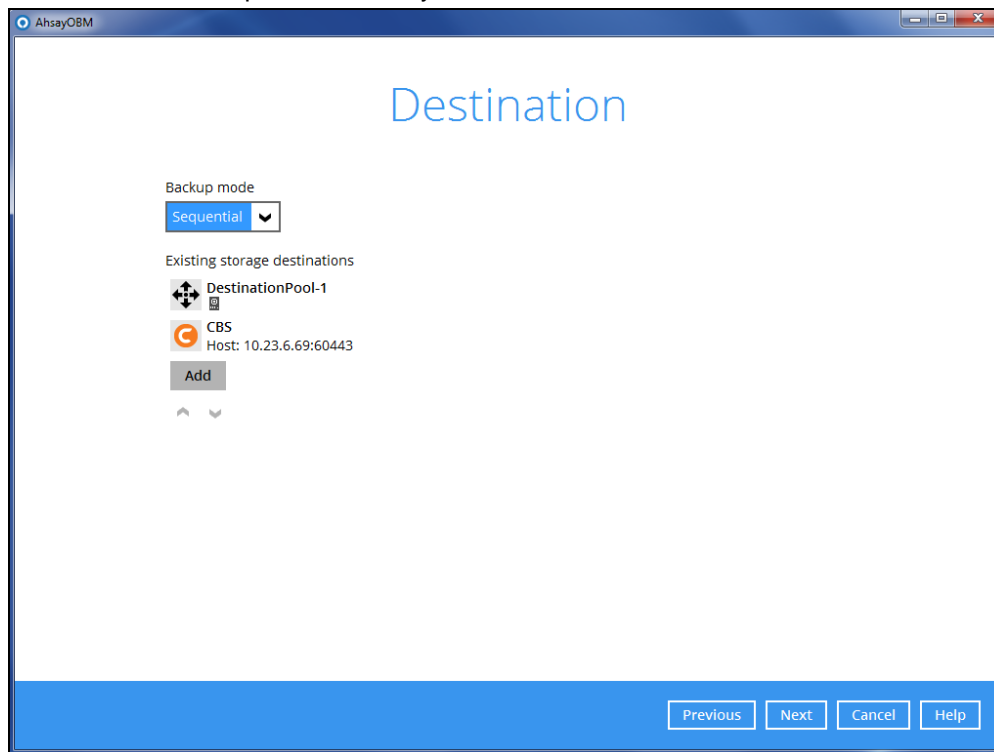 AhsayOBM
Destination
Backup mode
Sequential
Existing storage destinations
DestinationPool-1
CBS
Host: 10.23.6.69:60443
Add
Previous Next Cancel Help